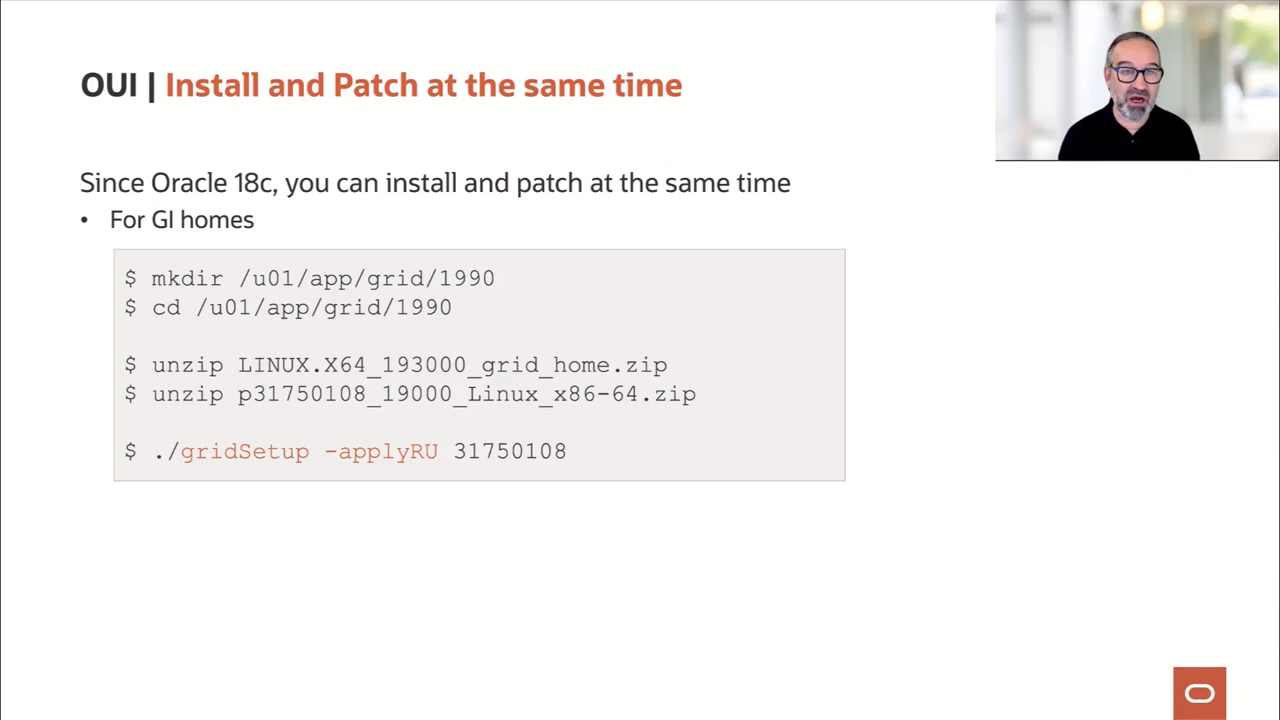 OUI | Install and Patch at the same time
Since Oracle 18c, you can install and patch at the same time
• For GI homes
$ mkdir /u01/app/grid/1990
$ cd /u01/app/grid/1990
$ unzip LINUX.X64_193000_grid_home.zip
$ unzip p31750108_19000_Linux_x86-64.zip
$ ./gridSetup -applyRU 31750108